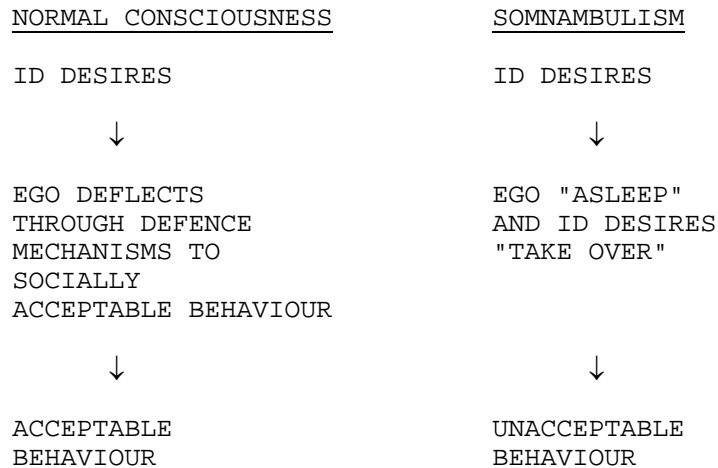 NORMAL CONSCIOUSNESS
ID DESIRES
↓
EGO DEFLECTS
THROUGH DEFENCE
MECHANISMS TO
SOCIALLY
ACCEPTABLE BEHAVIOUR
↓
ACCEPTABLE
BEHAVIOUR
SOMNAMBULISM
ID DESIRES
↓
EGO "ASLEEP"
AND ID DESIRES
"TAKE OVER"
↓
UNACCEPTABLE
BEHAVIOUR